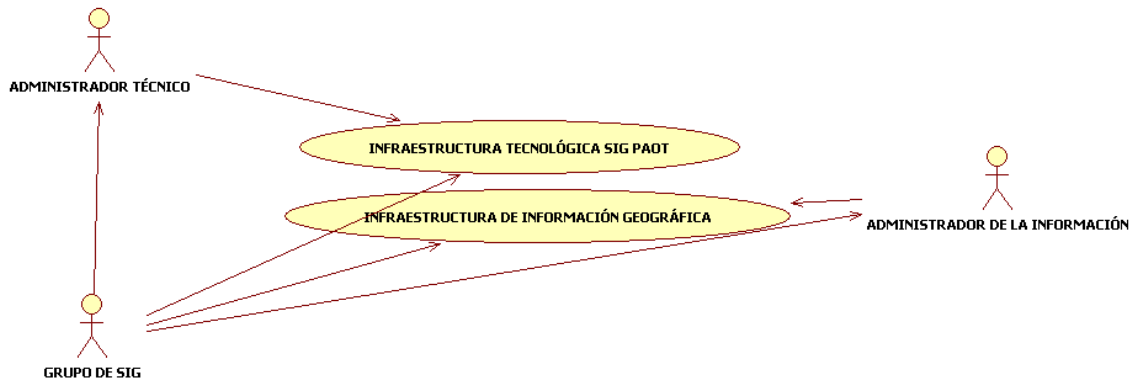 ADMINISTRADOR TÉCNICO
INFRAESTRUCTURA TECNOLÓGICA SIG PAOT
INFRAESTRUCTURA DE INFORMACIÓN GEOGRÁFICA
ADMINISTRADOR DE LA INFORMACIÓN
GRUPO DE SIG